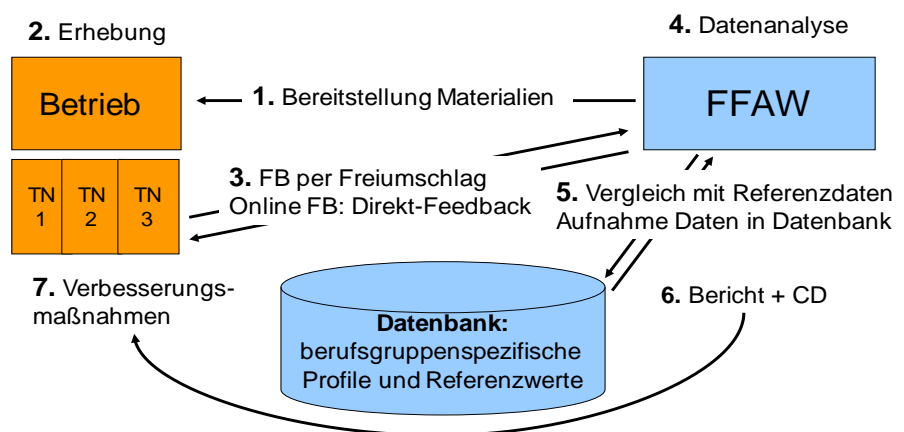 2. Erhebung
4. Datenanalyse
Betrieb
1. Bereitstellung Materialien
FFAW
TN 1
TN 2
TN 3
3. FB per Freiumschlag
Online FB: Direkt-Feedback
5. Vergleich mit Referenzdaten
Aufnahme Daten in Datenbank
7. Verbesserungs-
maßnahmen
6. Bericht + CD
Datenbank:
berufsgruppenspezifische
Profile und Referenzwerte